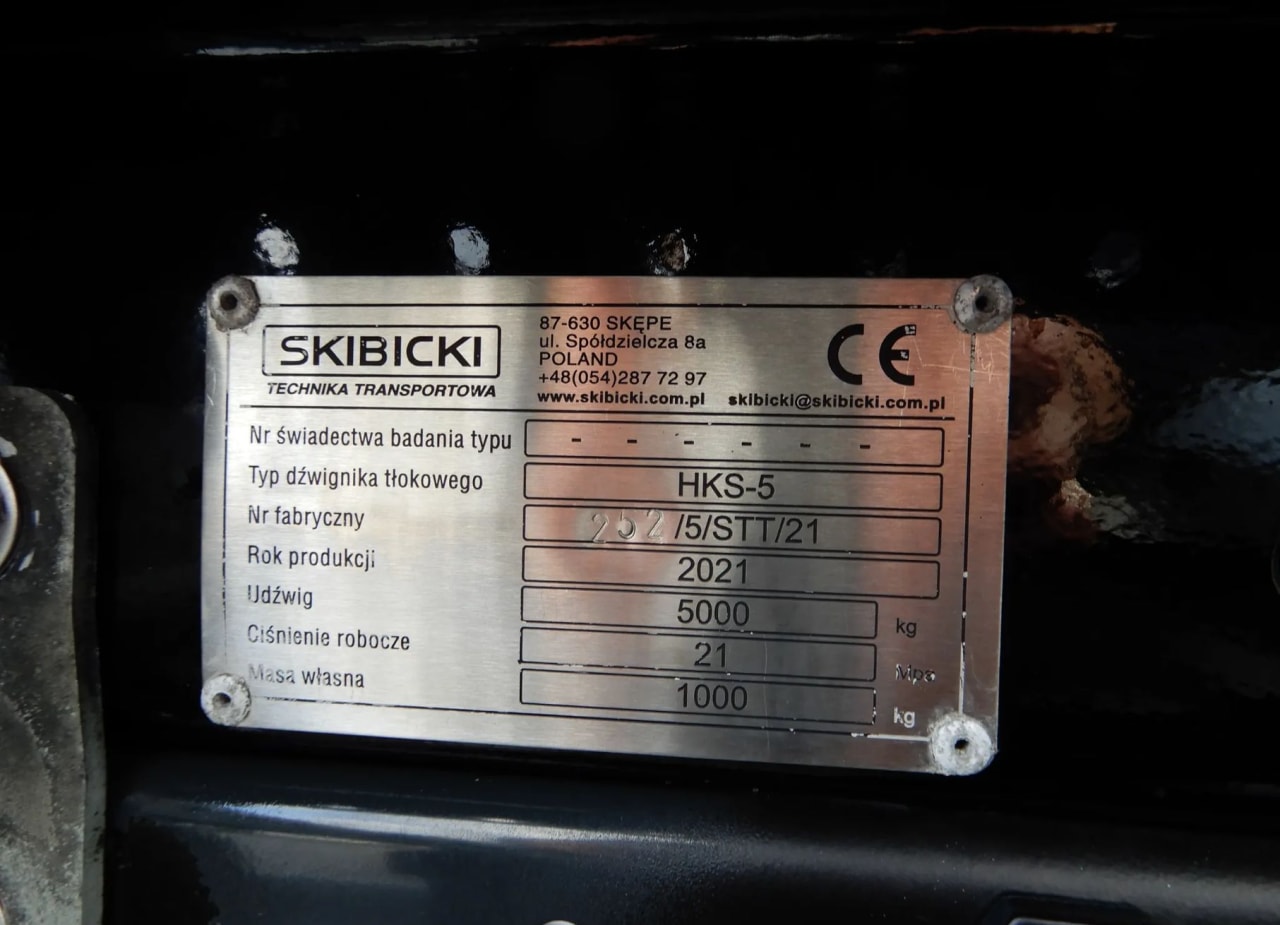 SKIBICKI
TECHNIKA TRANSPORTOWA
87-630 SKĘPE
ul. Spółdzielcza 8a
POLAND
+48(054)287 72 97
www.skibicki.com.pl skibicki@skibicki.com.pl
CE
Nr świadectwa badania typu - - - - - -
Typ dźwignika tłokowego HKS-5
Nr fabryczny 252/5/STT/21
Rok produkcji 2021
Udźwig 5000 kg
Ciśnienie robocze 21 Mpa
Masa własna 1000 kg